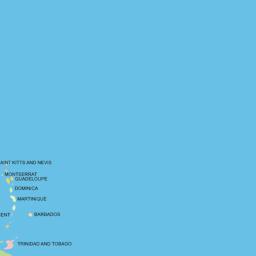 AINT KITTS AND NEVIS
MONTSERRAT
GUADELOUPE
DOMINICA
MARTINIQUE
ENT
BARBADOS
TRINIDAD AND TOBAGO